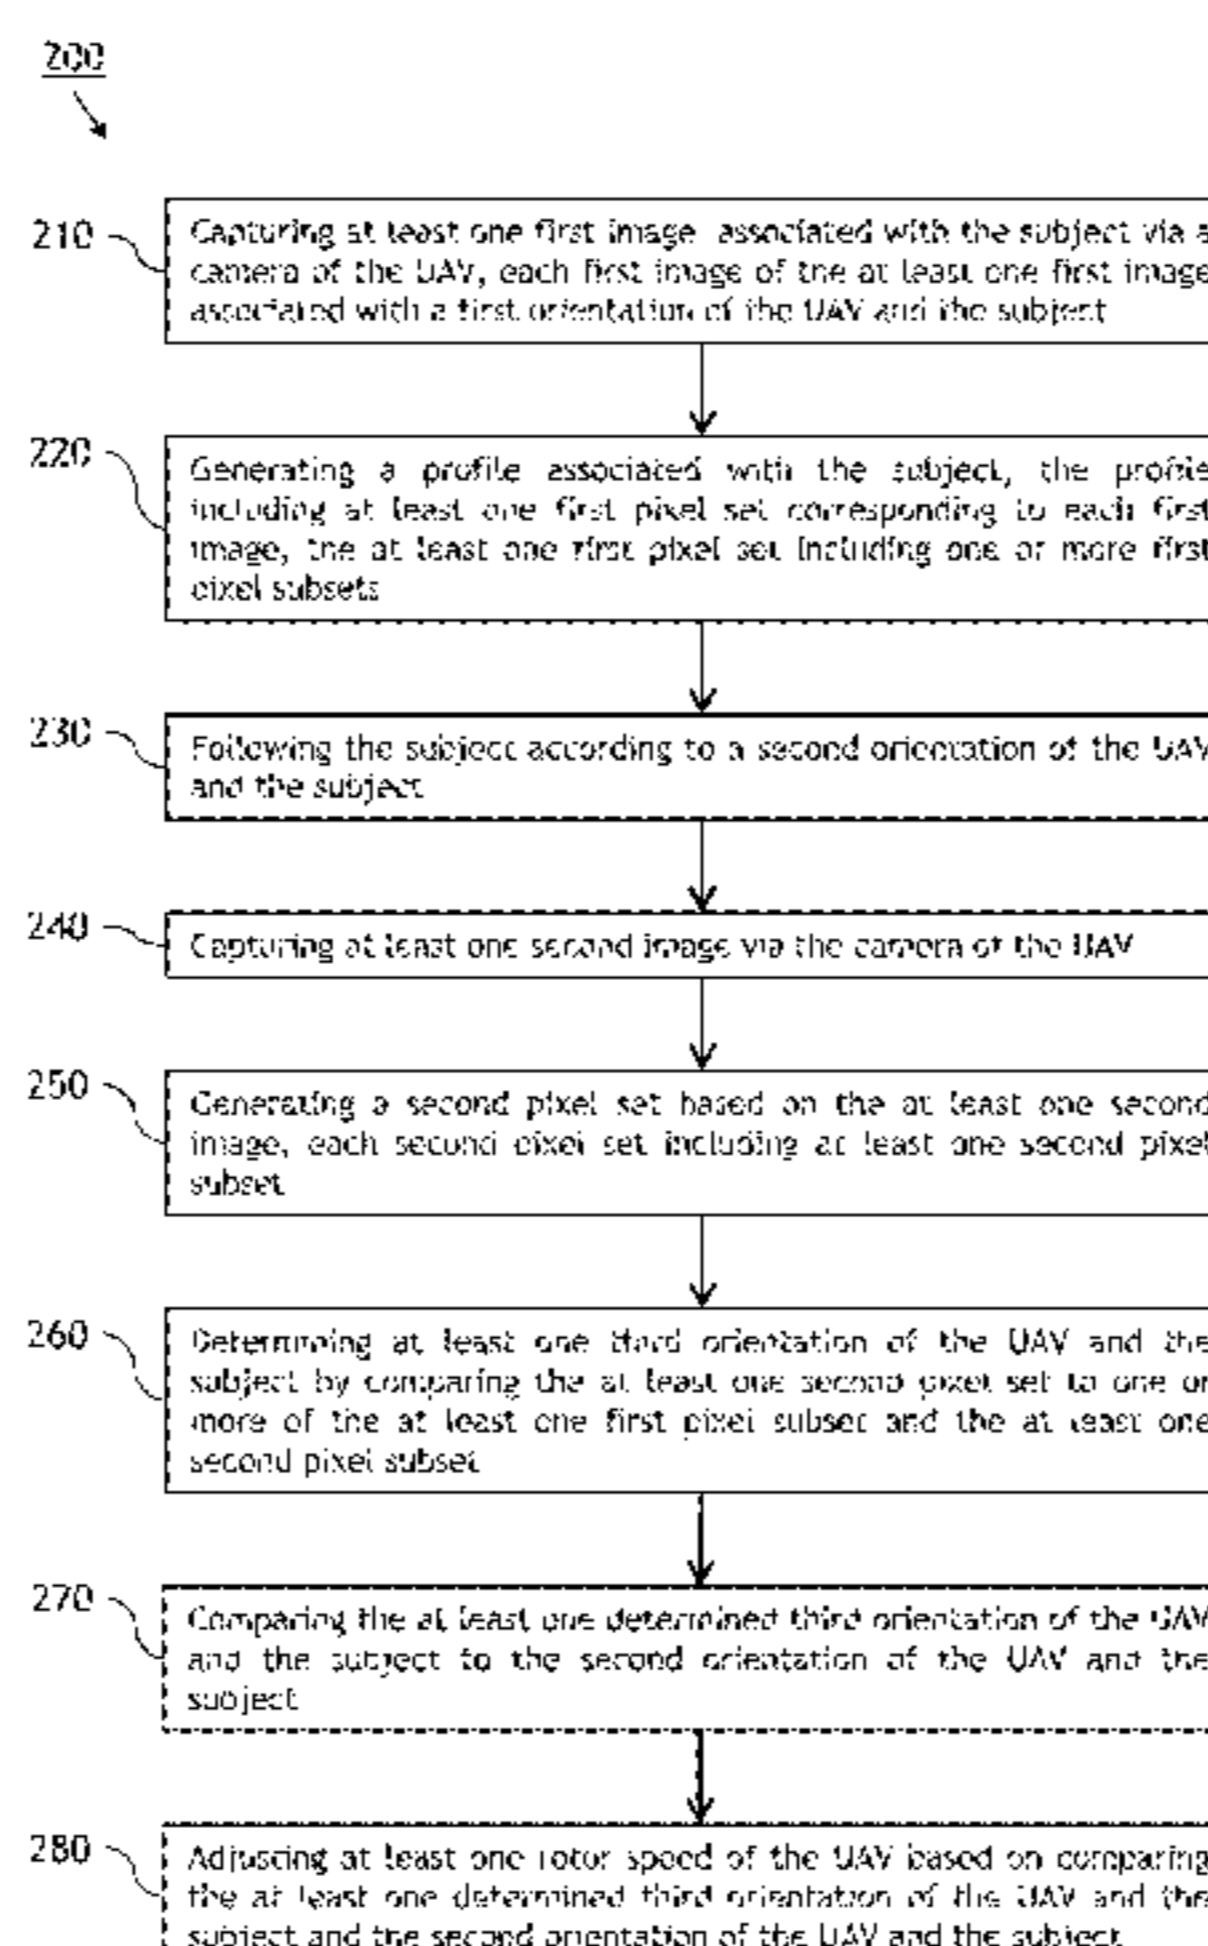 200
210
Capturing at least one first image associated with the subject via a
camera of the UAV, each first image of the at least one first image
associated with a first orientation of the UAV and the subject
220
Generating a profile associated with the subject, the profile
including at least one first pixel set corresponding to each first
image, the at least one first pixel set including one or more first
pixel subsets
230
Following the subject according to a second orientation of the UAV
and the subject
240
Capturing at least one second image via the camera of the UAV
250
Generating a second pixel set based on the at least one second
image, each second pixel set including at least one second pixel
subset
260
Determining at least one third orientation of the UAV and the
subject by comparing the at least one second pixel set to one or
more of the at least one first pixel subset and the at least one
second pixel subset
270
Comparing the at least one determined third orientation of the UAV
and the subject to the second orientation of the UAV and the
subject
280
Adjusting at least one rotor speed of the UAV based on comparing
the at least one determined third orientation of the UAV and the
subject and the second orientation of the UAV and the subject